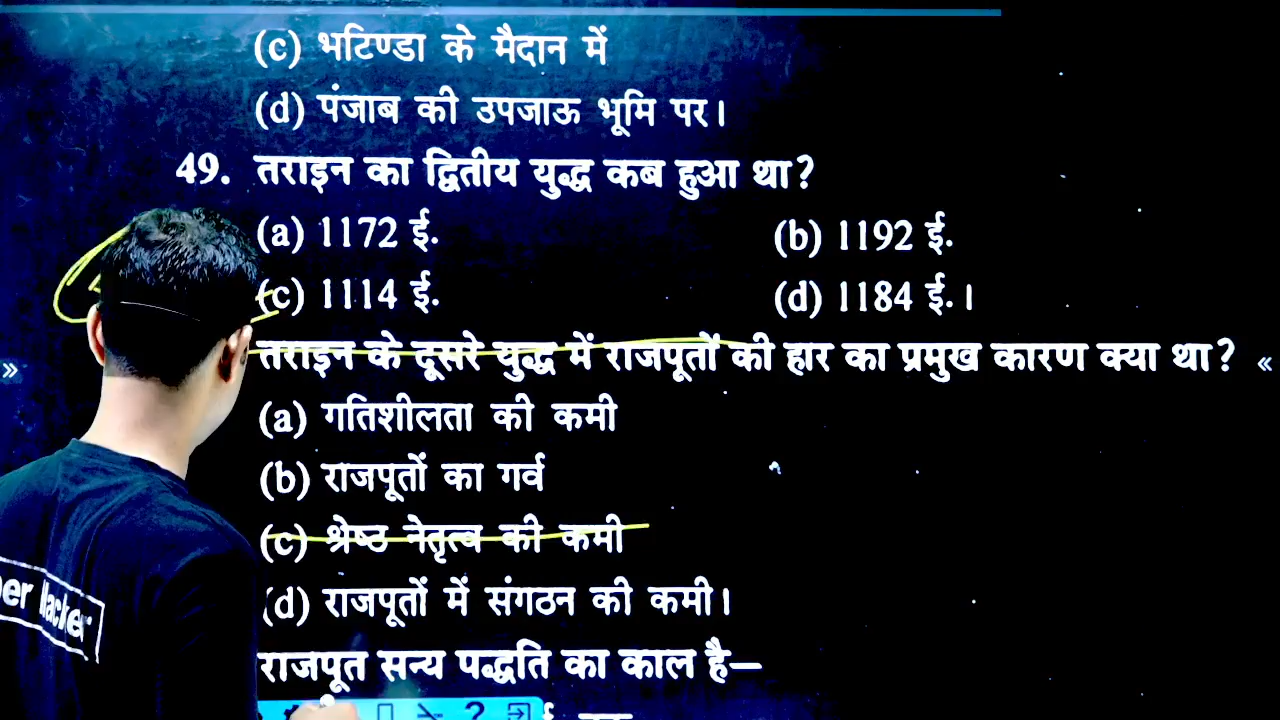 (c) भटिण्डा के मैदान में
(d) पंजाब की उपजाऊ भूमि पर।
49. तराइन का द्वितीय युद्ध कब हुआ था?
(a) 1172 ई. (b) 1192 ई.
(c) 1114 ई. (d) 1184 ई.।
तराइन के दूसरे युद्ध में राजपूतों की हार का प्रमुख कारण क्या था?
(a) गतिशीलता की कमी
(b) राजपूतों का गर्व
(c) श्रेष्ठ नेतृत्व की कमी
(d) राजपूतों में संगठन की कमी।
राजपूत सन्य पद्धति का काल है—